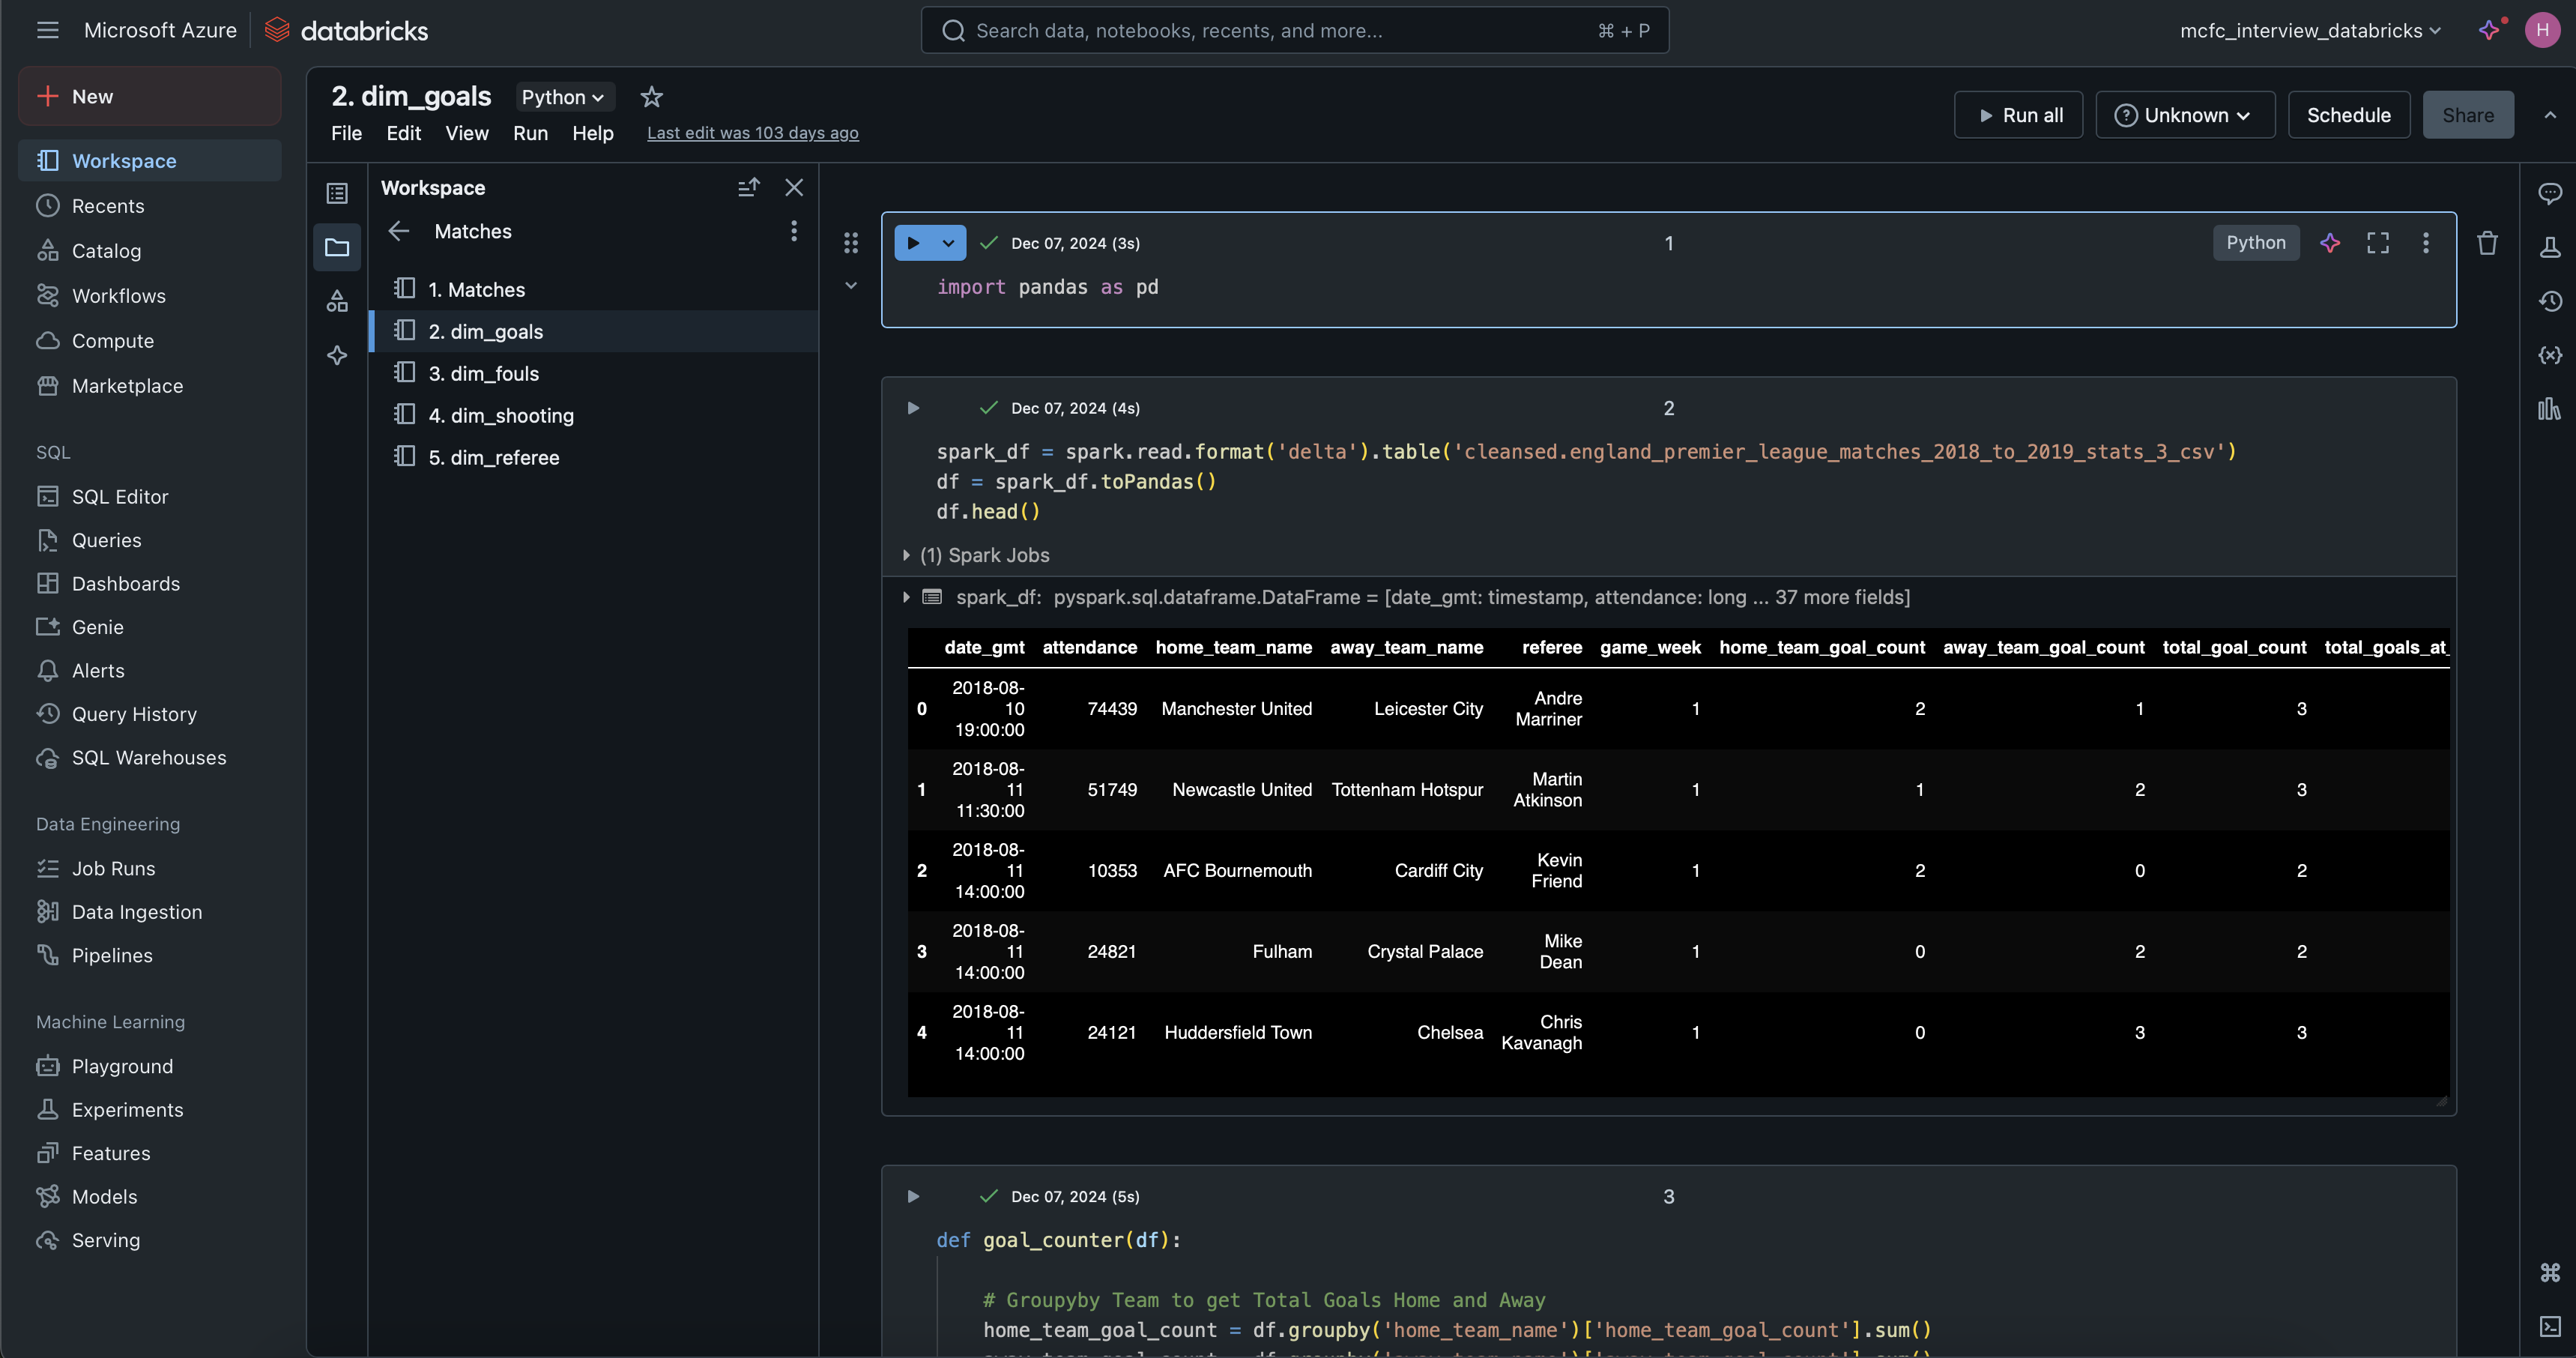 Microsoft Azure
databricks
Search data, notebooks, recents, and more...
⌘ + P
mcfc_interview_databricks
H
New
Workspace
Recents
Catalog
Workflows
Compute
Marketplace
SQL
SQL Editor
Queries
Dashboards
Genie
Alerts
Query History
SQL Warehouses
Data Engineering
Job Runs
Data Ingestion
Pipelines
Machine Learning
Playground
Experiments
Features
Models
Serving
2. dim_goals
Python
File Edit View Run Help
Last edit was 103 days ago
Run all
Unknown
Schedule
Share
Workspace
Matches
1. Matches
2. dim_goals
3. dim_fouls
4. dim_shooting
5. dim_referee
Dec 07, 2024 (3s)
1
Python
import pandas as pd
Dec 07, 2024 (4s)
2
spark_df = spark.read.format('delta').table('cleansed.england_premier_league_matches_2018_to_2019_stats_3_csv')
df = spark_df.toPandas()
df.head()
(1) Spark Jobs
spark_df: pyspark.sql.dataframe.DataFrame = [date_gmt: timestamp, attendance: long ... 37 more fields]
date_gmt attendance home_team_name away_team_name referee game_week home_team_goal_count away_team_goal_count total_goal_count total_goals_at_
0 2018-08-10 19:00:00 74439 Manchester United Leicester City Andre Marriner 1 2 1 3
1 2018-08-11 11:30:00 51749 Newcastle United Tottenham Hotspur Martin Atkinson 1 1 2 3
2 2018-08-11 14:00:00 10353 AFC Bournemouth Cardiff City Kevin Friend 1 2 0 2
3 2018-08-11 14:00:00 24821 Fulham Crystal Palace Mike Dean 1 0 2 2
4 2018-08-11 14:00:00 24121 Huddersfield Town Chelsea Chris Kavanagh 1 0 3 3
Dec 07, 2024 (5s)
3
def goal_counter(df):
# Groupyby Team to get Total Goals Home and Away
home_team_goal_count = df.groupby('home_team_name')['home_team_goal_count'].sum()